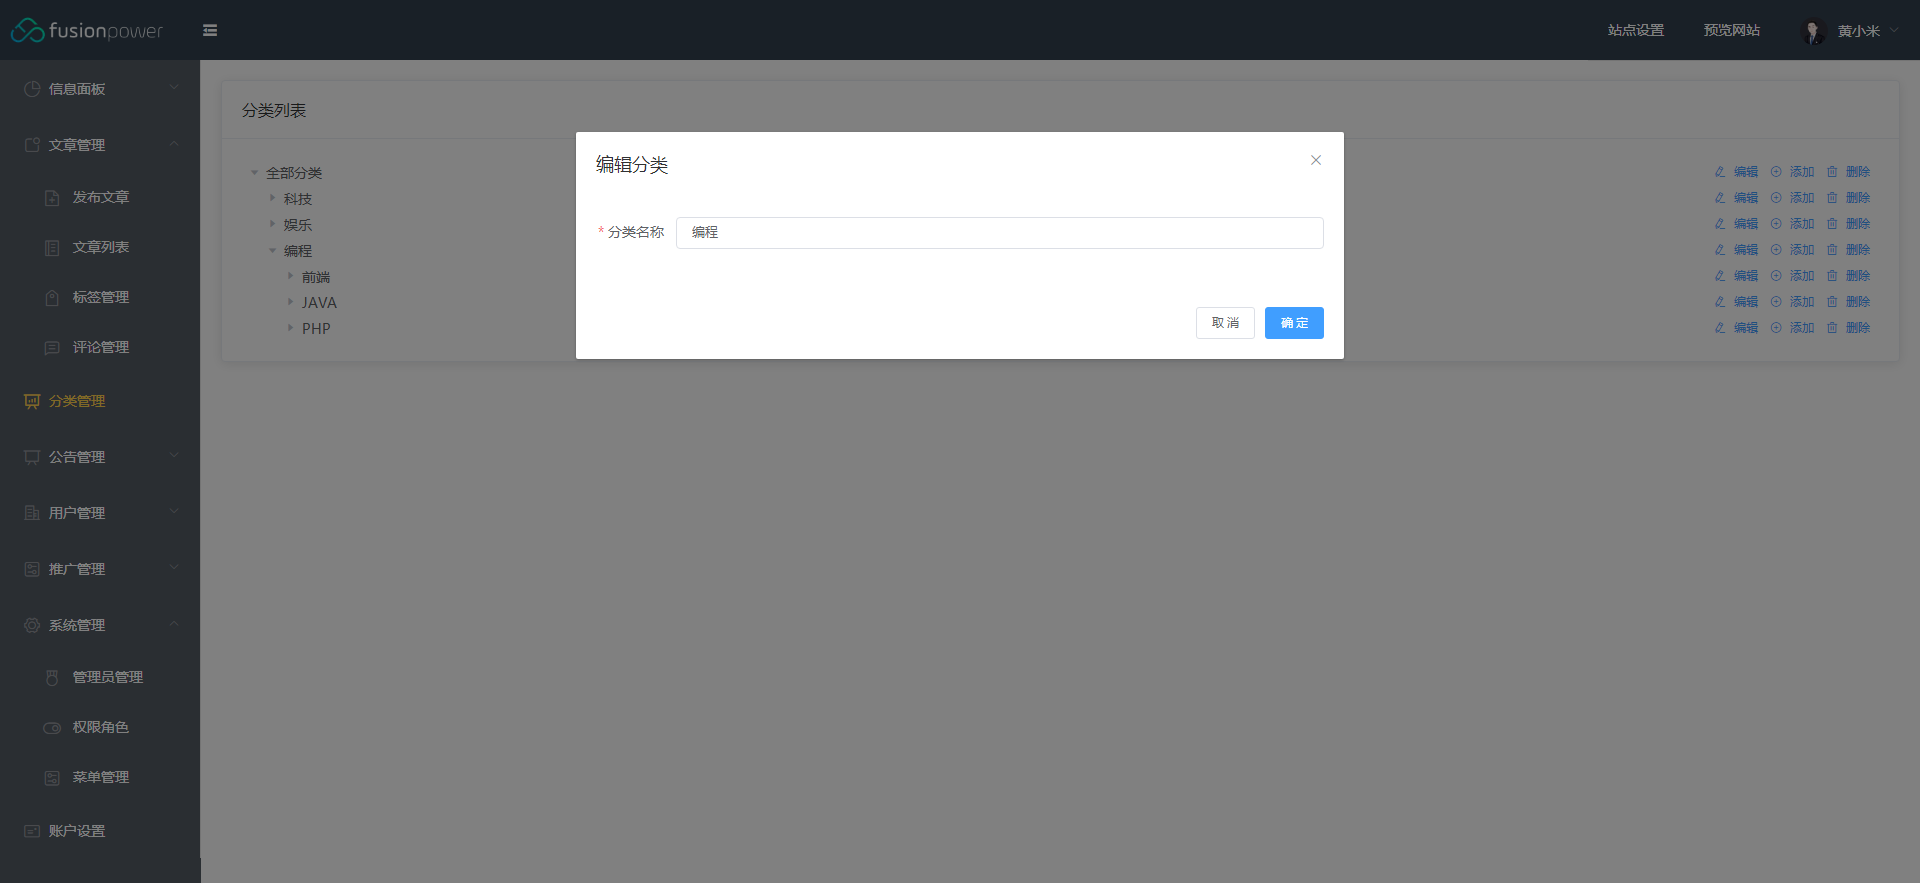 fusionpower
站点设置 预览网站 黄小米
信息面板
文章管理
发布文章
文章列表
标签管理
评论管理
分类管理
公告管理
用户管理
推广管理
系统管理
管理员管理
权限角色
菜单管理
账户设置
分类列表
全部分类 编辑 添加 删除
科技 编辑 添加 删除
娱乐 编辑 添加 删除
编程 编辑 添加 删除
前端 编辑 添加 删除
JAVA 编辑 添加 删除
PHP 编辑 添加 删除
编辑分类
* 分类名称 编程
取消 确定